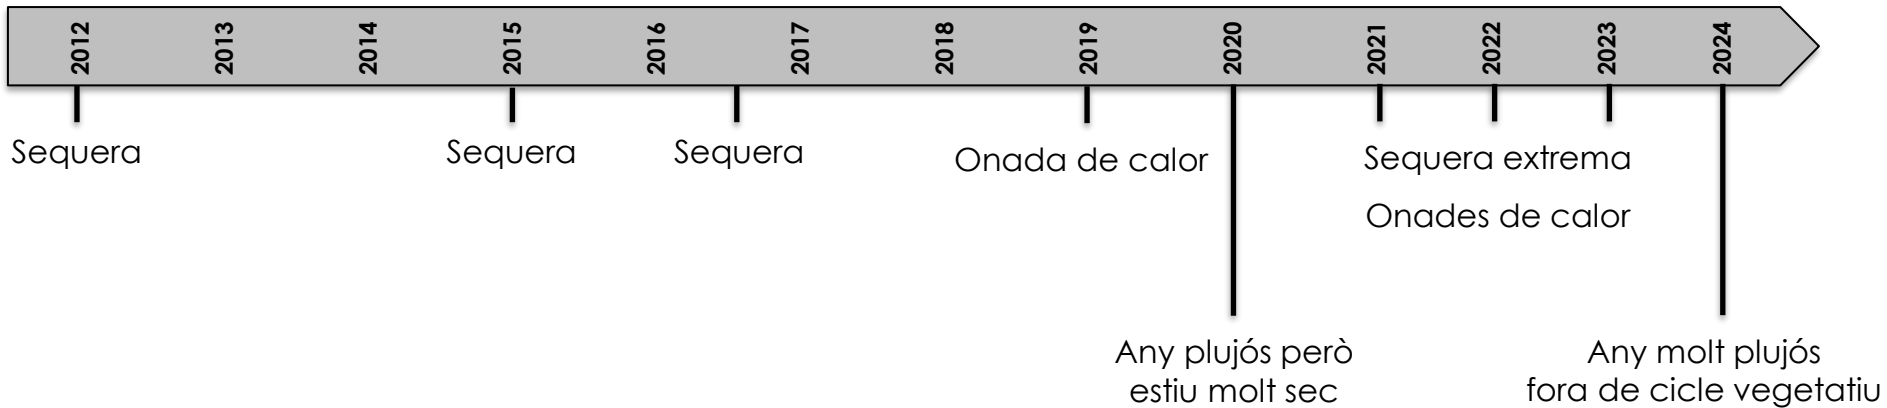 2012
2013
2014
2015
2016
2017
2018
2019
2020
2021
2022
2023
2024
Sequera
Sequera
Sequera
Onada de calor
Sequera extrema
Onades de calor
Any plujós però
estiu molt sec
Any molt plujós
fora de cicle vegetatiu